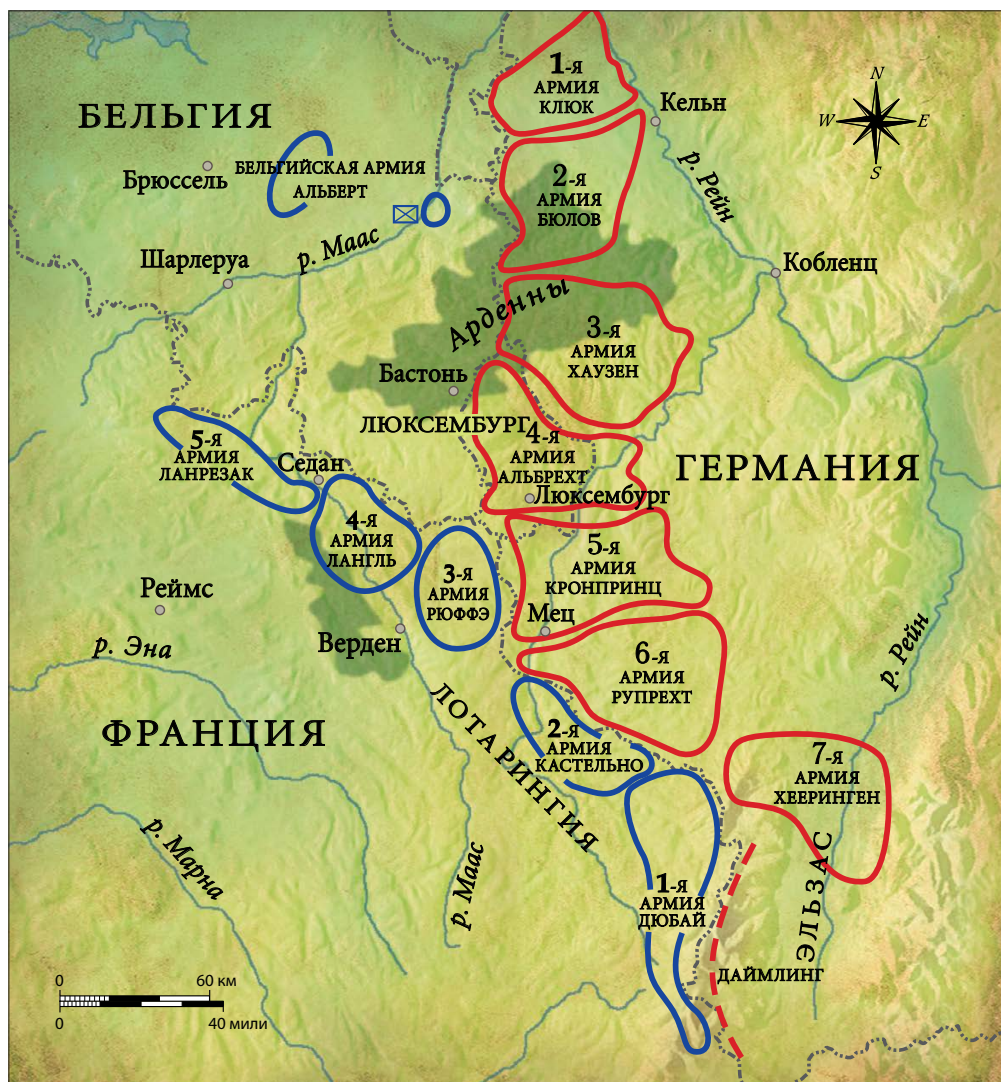 1-я
АРМИЯ
КЛЮК
N
W
E
S
Кельн
БЕЛЬГИЯ
БЕЛЬГИЙСКАЯ АРМИЯ
АЛЬБЕРТ
Брюссель
2-я
АРМИЯ
БЮЛОВ
р. Рейн
р. Маас
Шарлеруа
Кобленц
Арденны
3-я
АРМИЯ
ХАУЗЕН
Бастонь
ЛЮКСЕМБУРГ
4-я
АРМИЯ
АЛЬБРЕХТ
Люксембург
ГЕРМАНИЯ
5-я
АРМИЯ
ЛАНРЕЗАК
Седан
4-я
АРМИЯ
ЛАНГЛЬ
3-я
АРМИЯ
РЮФФЭ
5-я
АРМИЯ
КРОНПРИНЦ
Мец
Реймс
Верден
р. Эна
6-я
АРМИЯ
РУПРЕХТ
р. Рейн
ФРАНЦИЯ
ЛОТАРИНГИЯ
2-я
АРМИЯ
КАСТЕЛЬНО
7-я
АРМИЯ
ХЕЕРИНГЕН
р. Марна
р. Маас
1-я
АРМИЯ
ДЮБАЙ
ЭЛЬЗАС
ДАЙМЛИНГ
0 60 км
0 40 мили